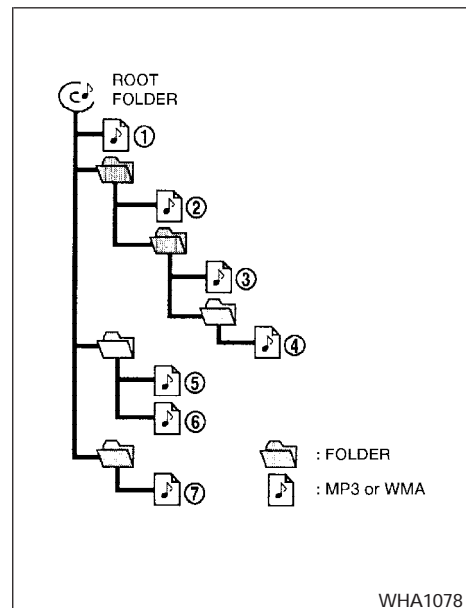 ROOT
FOLDER
①
②
③
④
⑤
⑥
: FOLDER
⑦
: MP3 or WMA
WHA1078